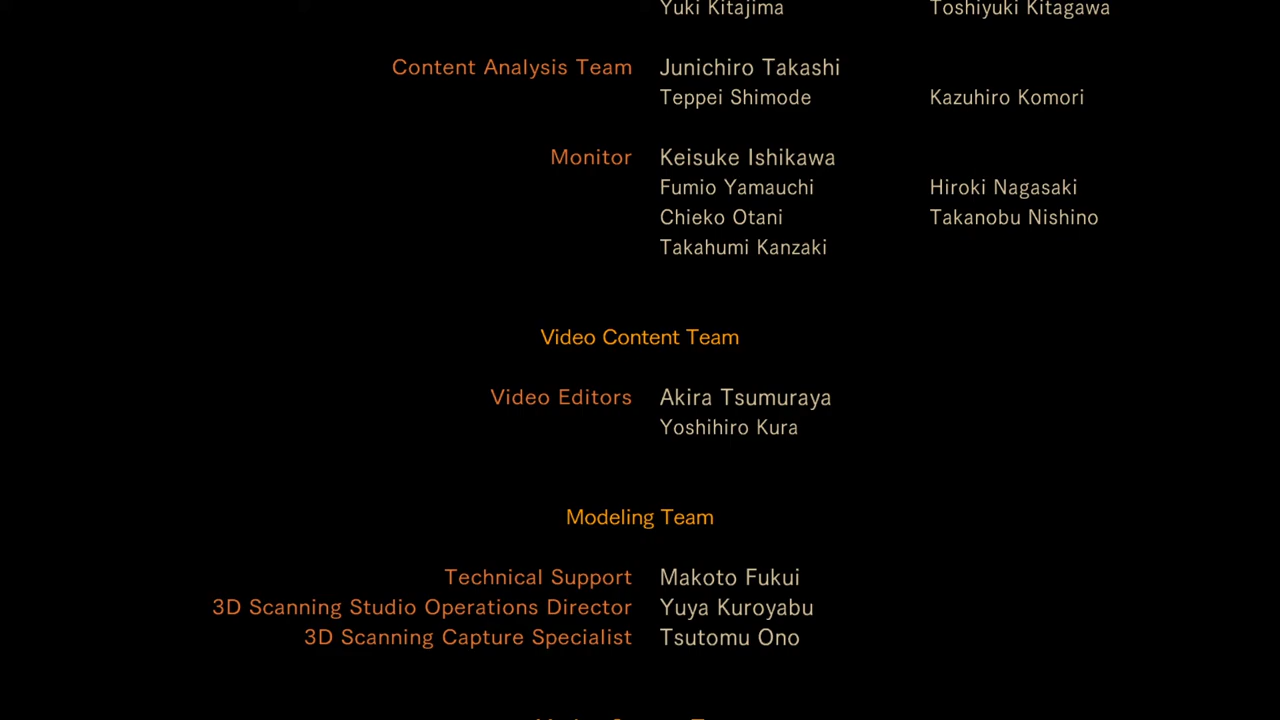 Yuki Kitajima Toshiyuki Kitagawa
Content Analysis Team Junichiro Takashi
Teppei Shimode Kazuhiro Komori
Monitor Keisuke Ishikawa
Fumio Yamauchi Hiroki Nagasaki
Chieko Otani Takanobu Nishino
Takahumi Kanzaki
Video Content Team
Video Editors Akira Tsumuraya
Yoshihiro Kura
Modeling Team
Technical Support Makoto Fukui
3D Scanning Studio Operations Director Yuya Kuroyabu
3D Scanning Capture Specialist Tsutomu Ono